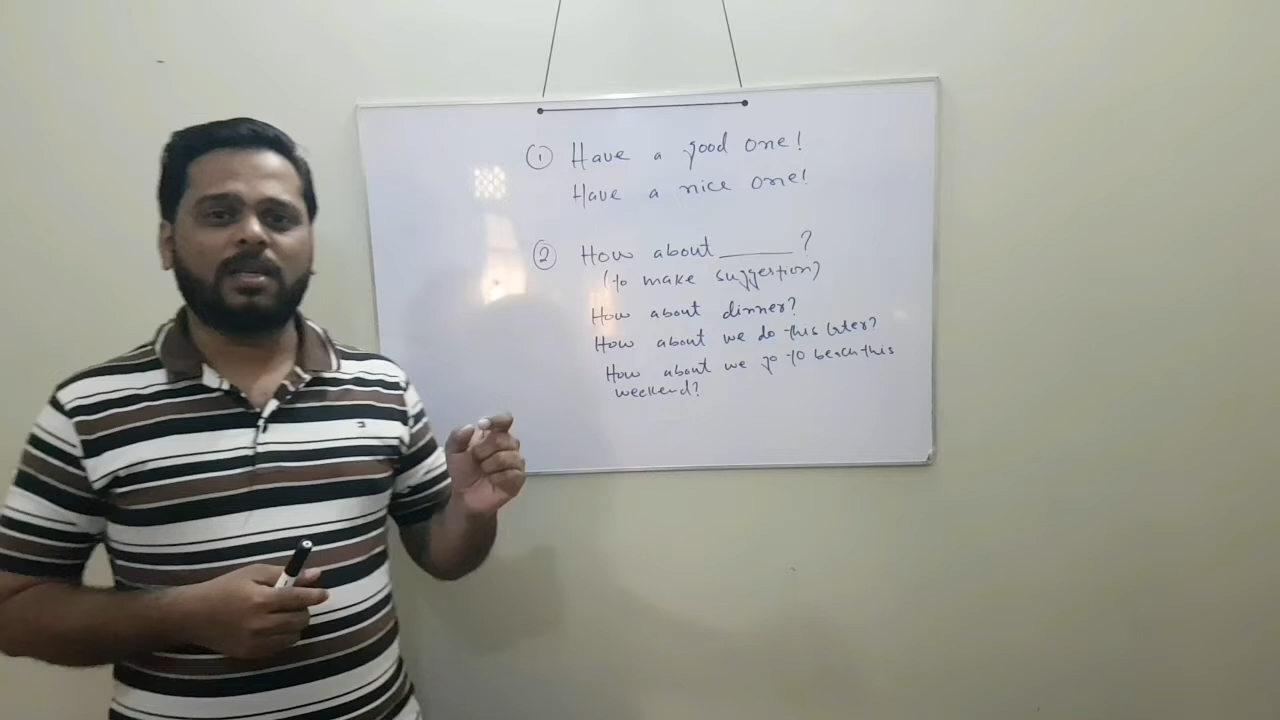 ① Have a good one!
Have a nice one!
② How about ______?
(to make suggestion)
How about dinner?
How about we do this later?
How about we go to beach this
weekend?